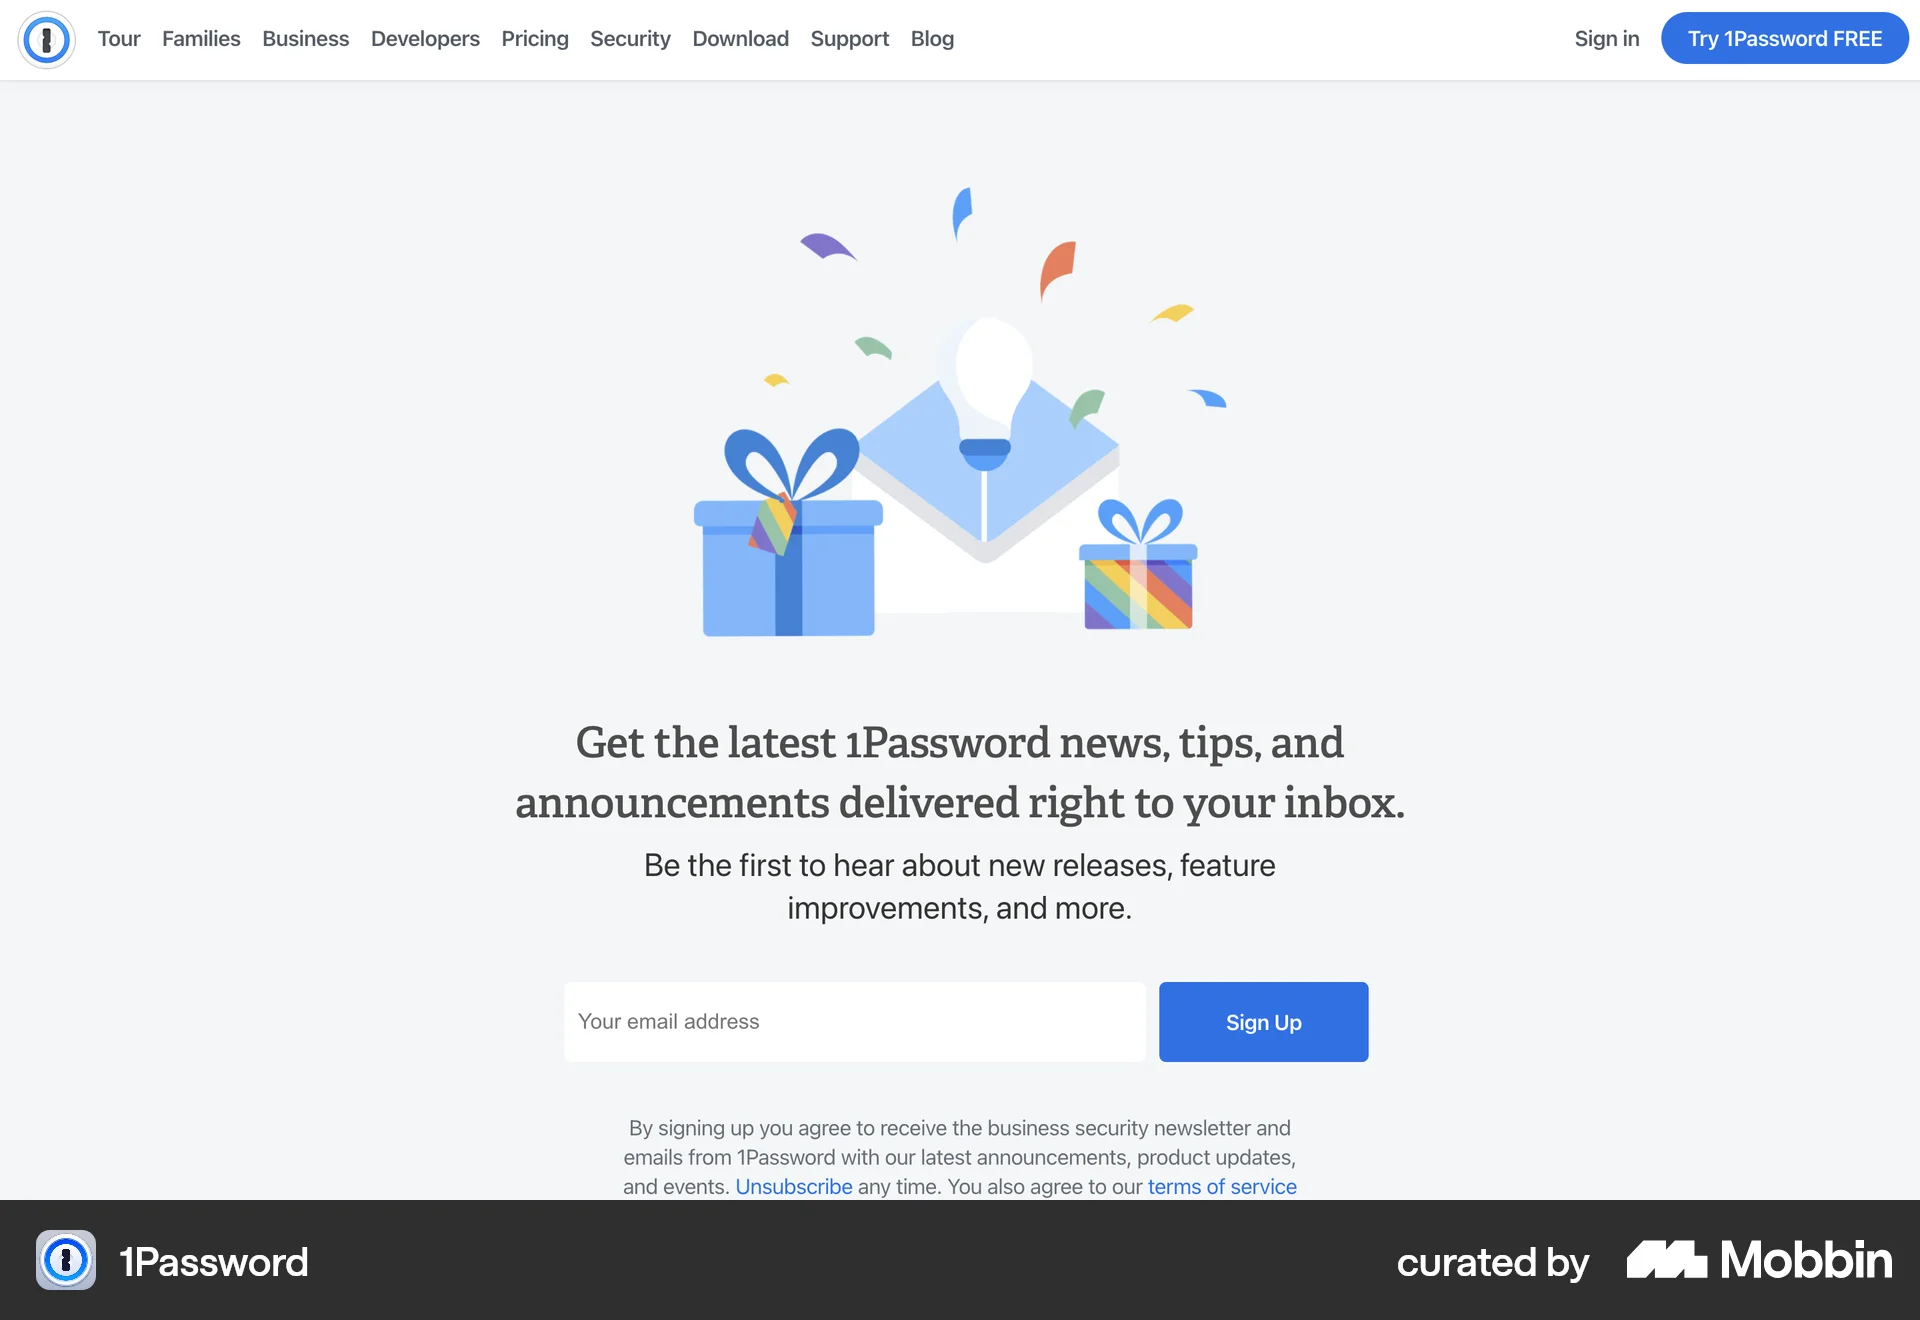 Tour Families Business Developers Pricing Security Download Support Blog Sign in Try 1Password FREE
Get the latest 1Password news, tips, and
announcements delivered right to your inbox.
Be the first to hear about new releases, feature
improvements, and more.
Your email address Sign Up
By signing up you agree to receive the business security newsletter and
emails from 1Password with our latest announcements, product updates,
and events. Unsubscribe any time. You also agree to our terms of service
1Password curated by Mobbin